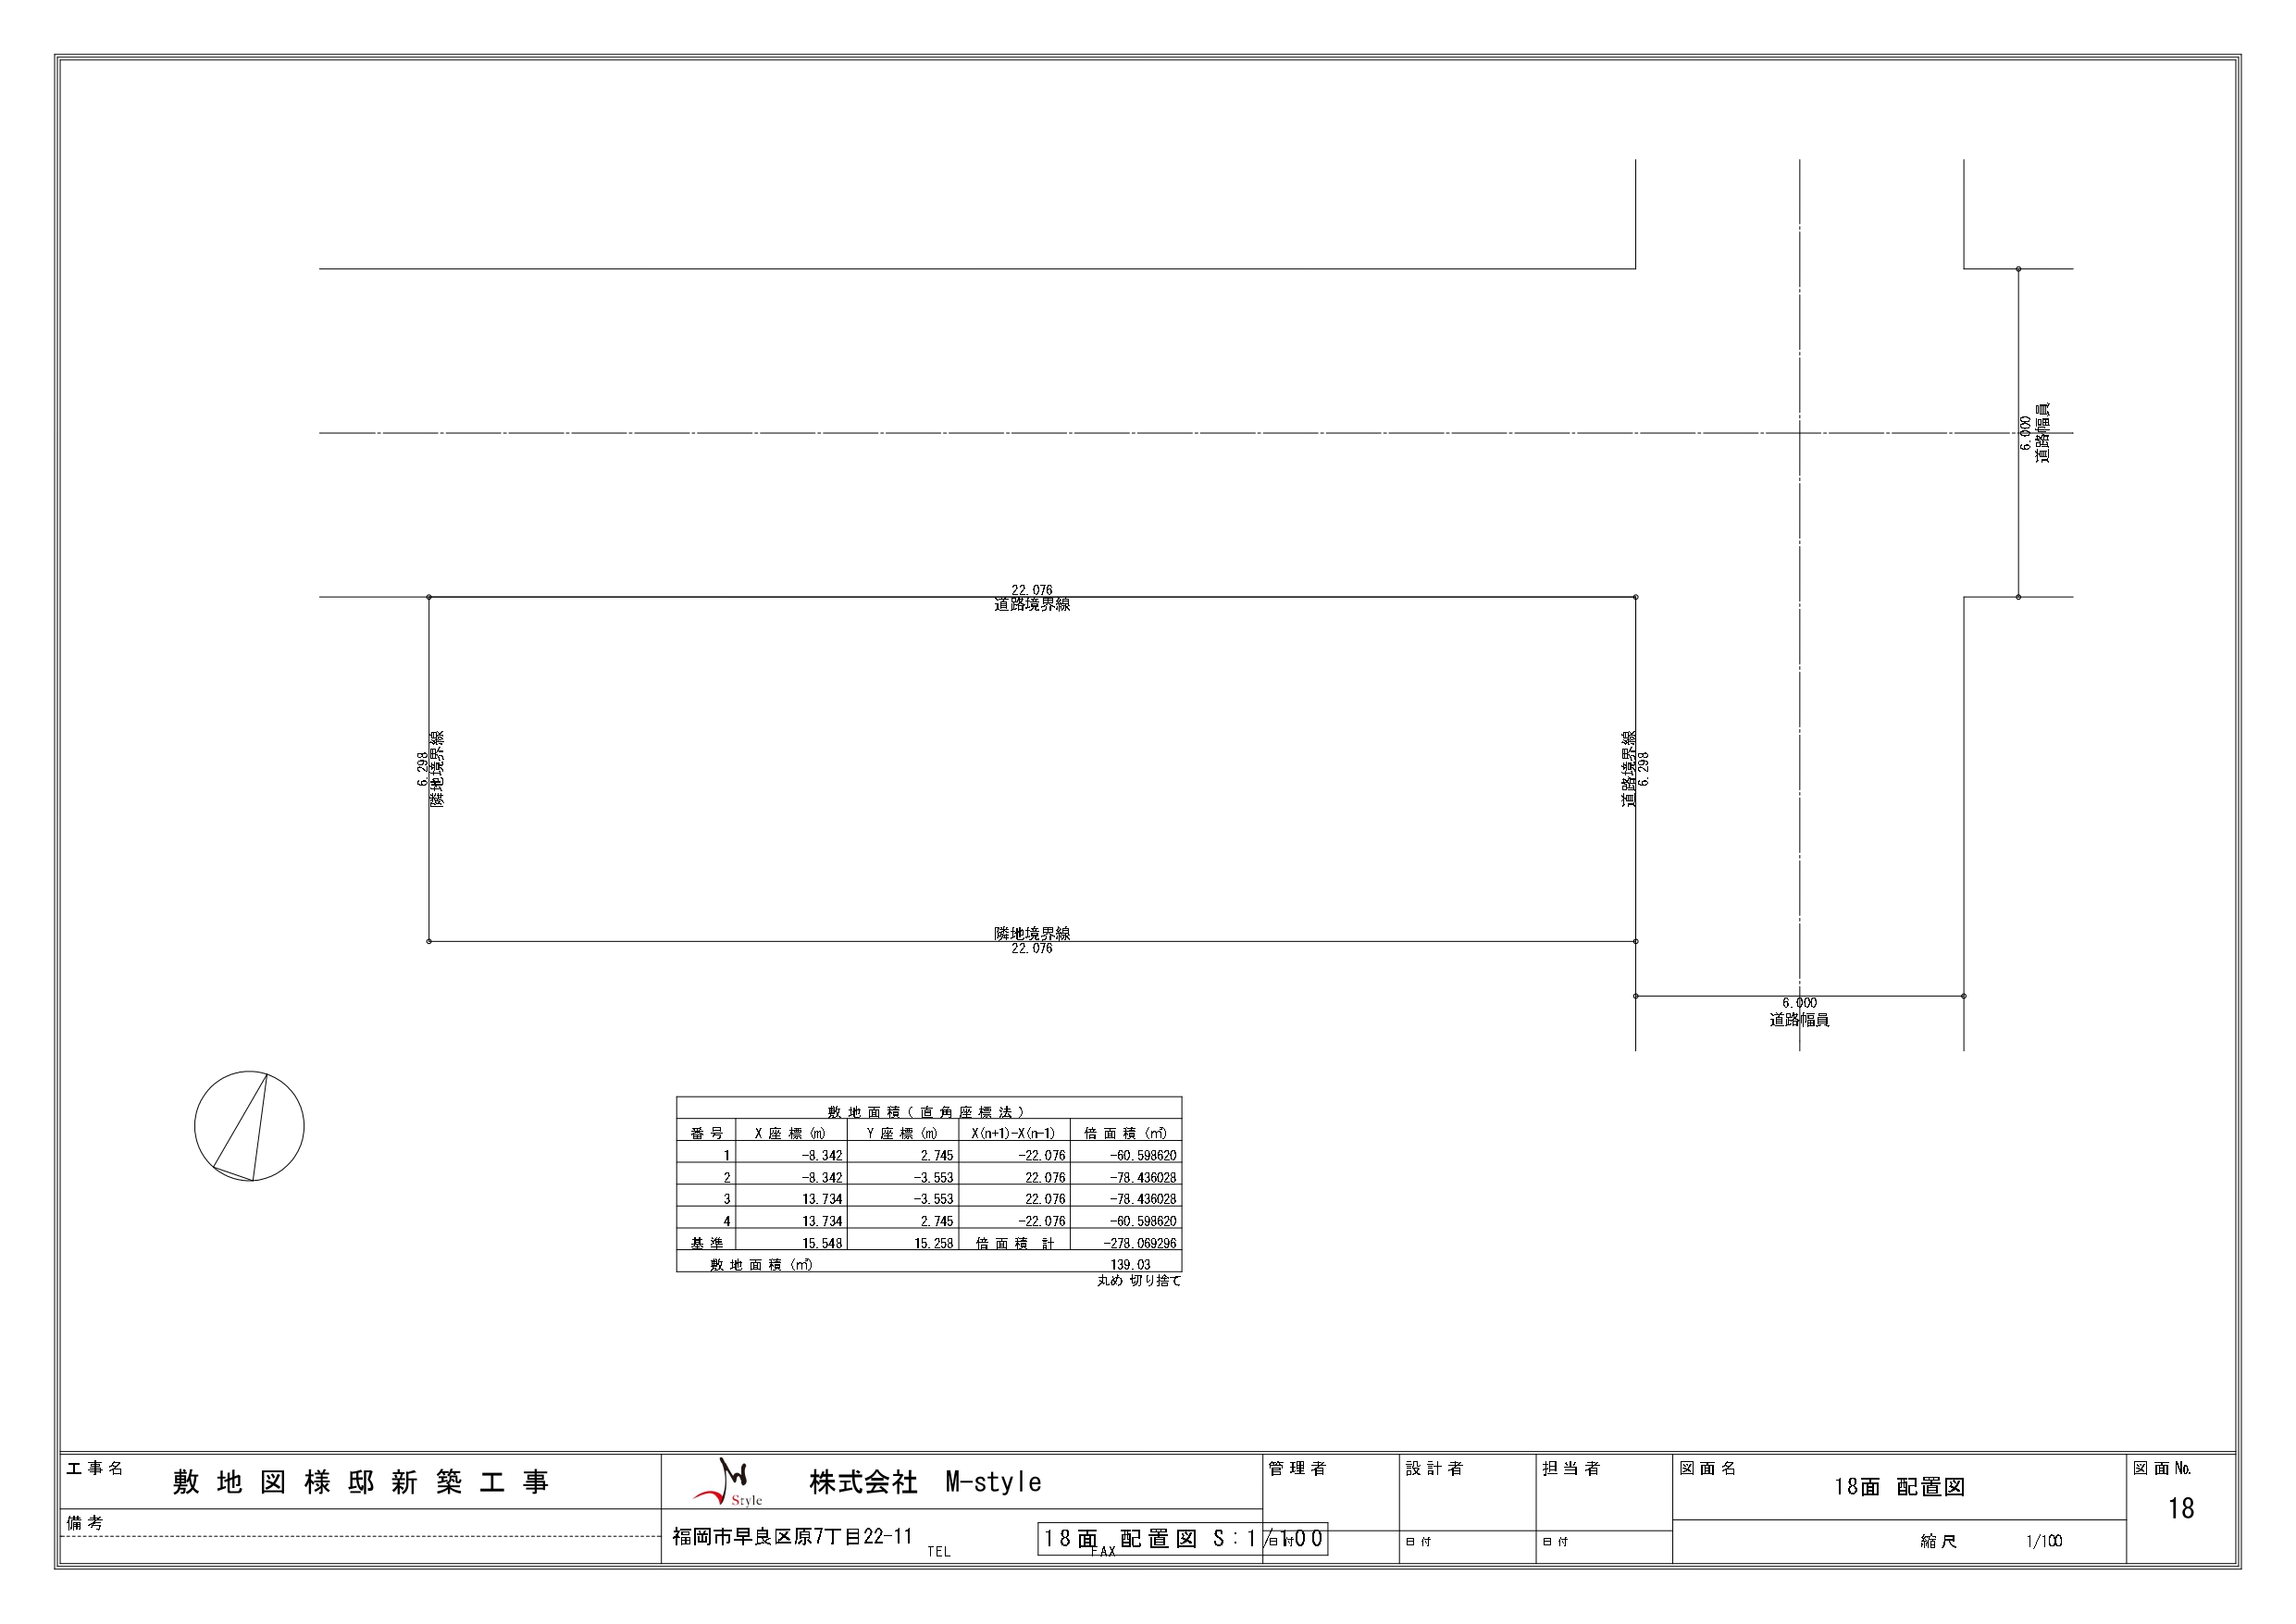 6.000
道路幅員
22.076
道路境界線
6.298
隣地境界線
道路境界線
6.298
隣地境界線
22.076
6.000
道路幅員
敷地面積(直角座標法)
番号 X座標(m) Y座標(m) X(n+1)-X(n-1) 倍面積(㎡)
1 -8.342 2.745 -22.076 -60.598620
2 -8.342 -3.553 22.076 -78.436028
3 13.734 -3.553 22.076 -78.436028
4 13.734 2.745 -22.076 -60.598620
基準 15.548 15.258 倍面積 計 -278.069296
敷地面積(㎡) 139.03
丸め 切り捨て
工事名 敷地図様邸新築工事
備考
Style
株式会社 M-style
福岡市早良区原7丁目22-11
TEL
FAX
18面 配置図 S:1/100
管理者
日付
設計者
日付
担当者
日付
図面名
18面 配置図
縮尺 1/100
図面No.
18